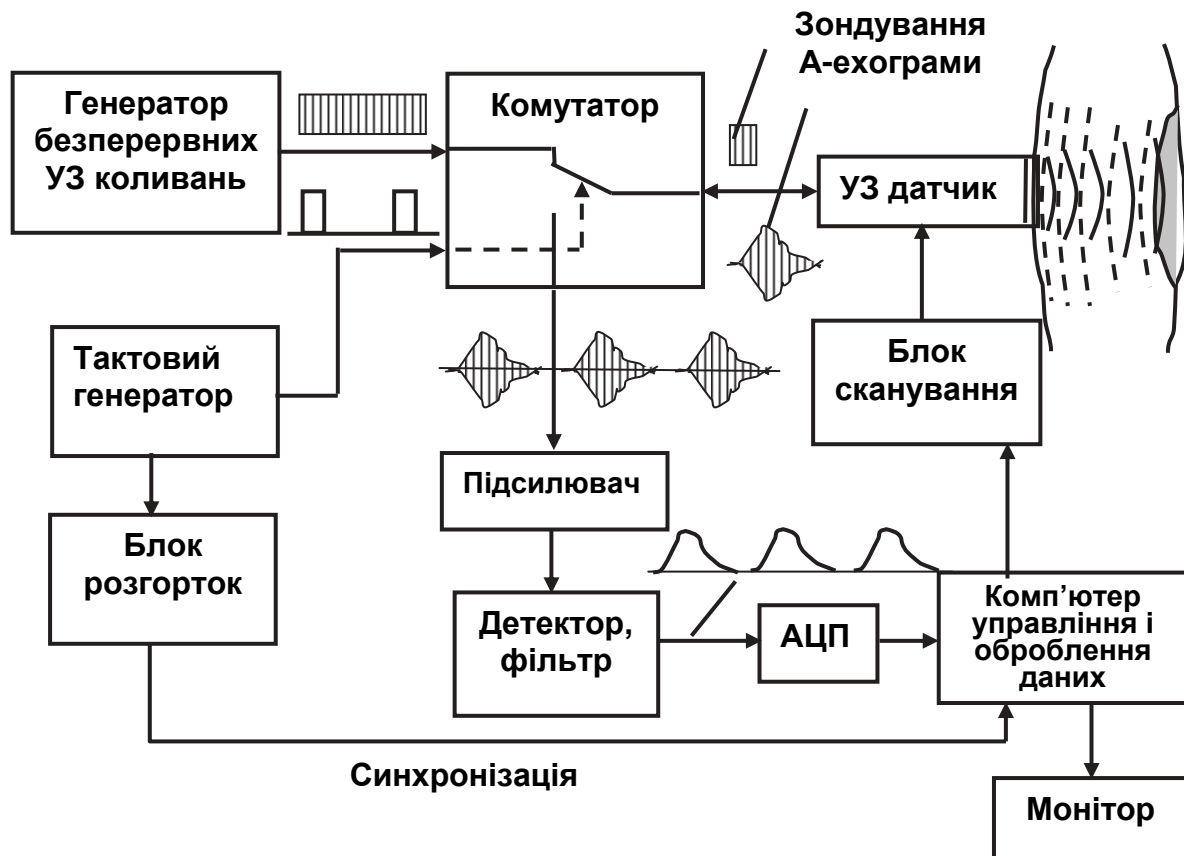 Зондування
А-ехограми
Генератор
безперервних
УЗ коливань
Комутатор
УЗ датчик
Тактовий
генератор
Блок
сканування
Підсилювач
Блок
розгорток
Детектор,
фільтр
АЦП
Комп’ютер
управління і
оброблення
даних
Синхронізація
Монітор